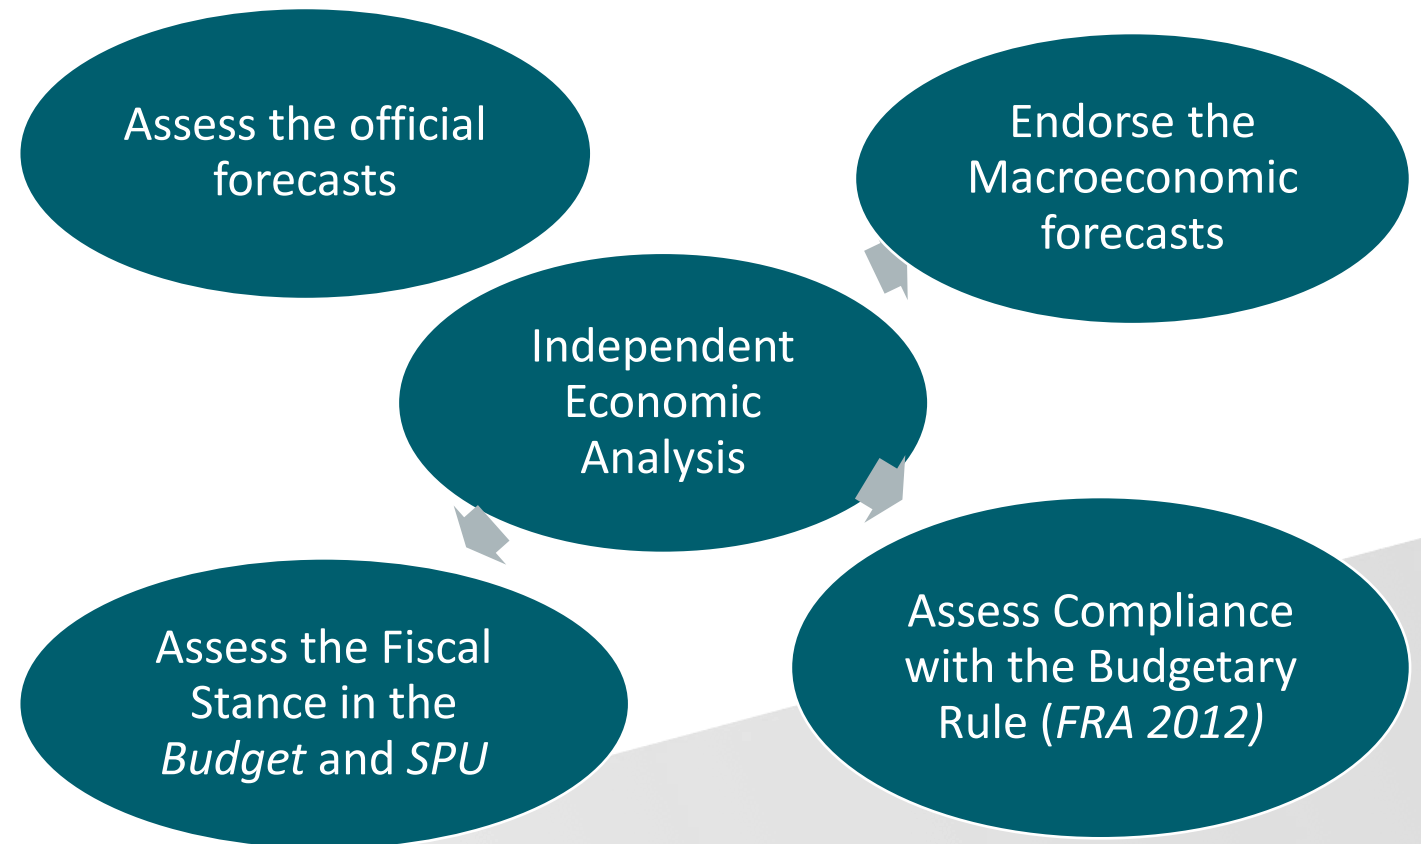 Assess the official
forecasts
Endorse the
Macroeconomic
forecasts
Independent
Economic
Analysis
Assess the Fiscal
Stance in the
Budget and SPU
Assess Compliance
with the Budgetary
Rule (FRA 2012)